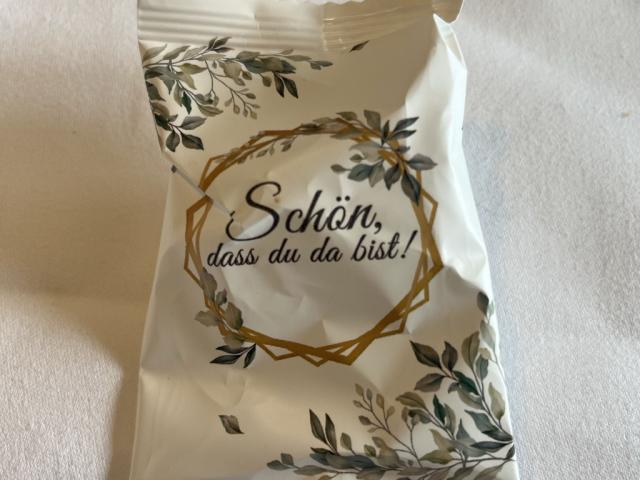 Schön,
dass du da bist!